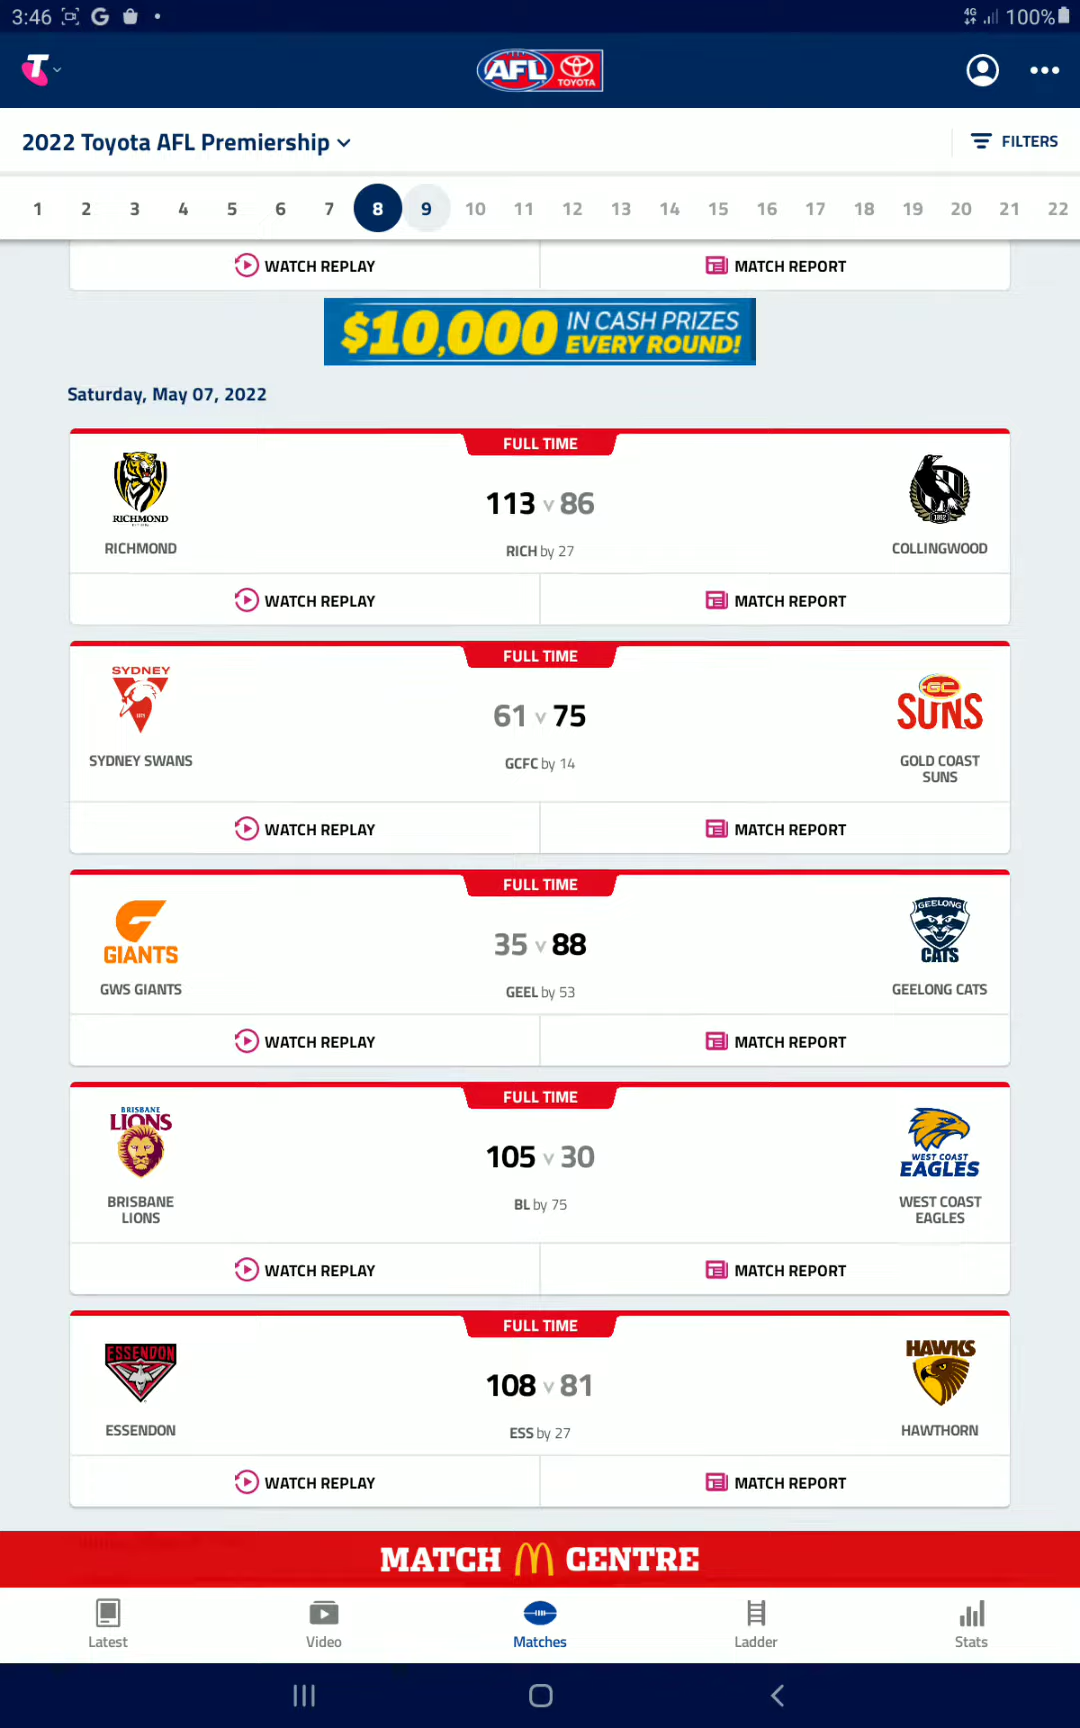 3:46
4G 100%
T
AFL TOYOTA
2022 Toyota AFL Premiership
FILTERS
1 2 3 4 5 6 7 8 9 10 11 12 13 14 15 16 17 18 19 20 21 22
WATCH REPLAY
MATCH REPORT
$10,000 IN CASH PRIZES
EVERY ROUND!
Saturday, May 07, 2022
FULL TIME
RICHMOND
113 v 86
1892
RICHMOND
RICH by 27
COLLINGWOOD
WATCH REPLAY
MATCH REPORT
FULL TIME
SYDNEY
61 v 75
GC
SUNS
SYDNEY SWANS
GCFC by 14
GOLD COAST
SUNS
WATCH REPLAY
MATCH REPORT
FULL TIME
GIANTS
35 v 88
GEELONG
CATS
GWS GIANTS
GEEL by 53
GEELONG CATS
WATCH REPLAY
MATCH REPORT
FULL TIME
BRISBANE
LIONS
105 v 30
WEST COAST
EAGLES
BRISBANE
LIONS
BL by 75
WEST COAST
EAGLES
WATCH REPLAY
MATCH REPORT
FULL TIME
ESSENDON
108 v 81
HAWKS
ESSENDON
ESS by 27
HAWTHORN
WATCH REPLAY
MATCH REPORT
MATCH M CENTRE
Latest
Video
Matches
Ladder
Stats